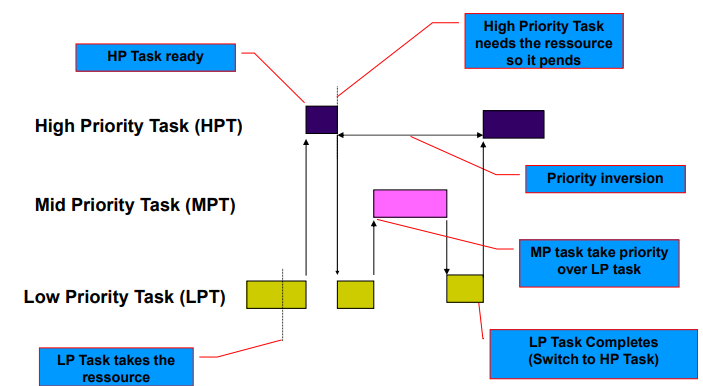 High Priority Task
needs the ressource
so it pends
HP Task ready
High Priority Task (HPT)
Priority inversion
Mid Priority Task (MPT)
MP task take priority
over LP task
Low Priority Task (LPT)
LP Task Completes
(Switch to HP Task)
LP Task takes the
ressource